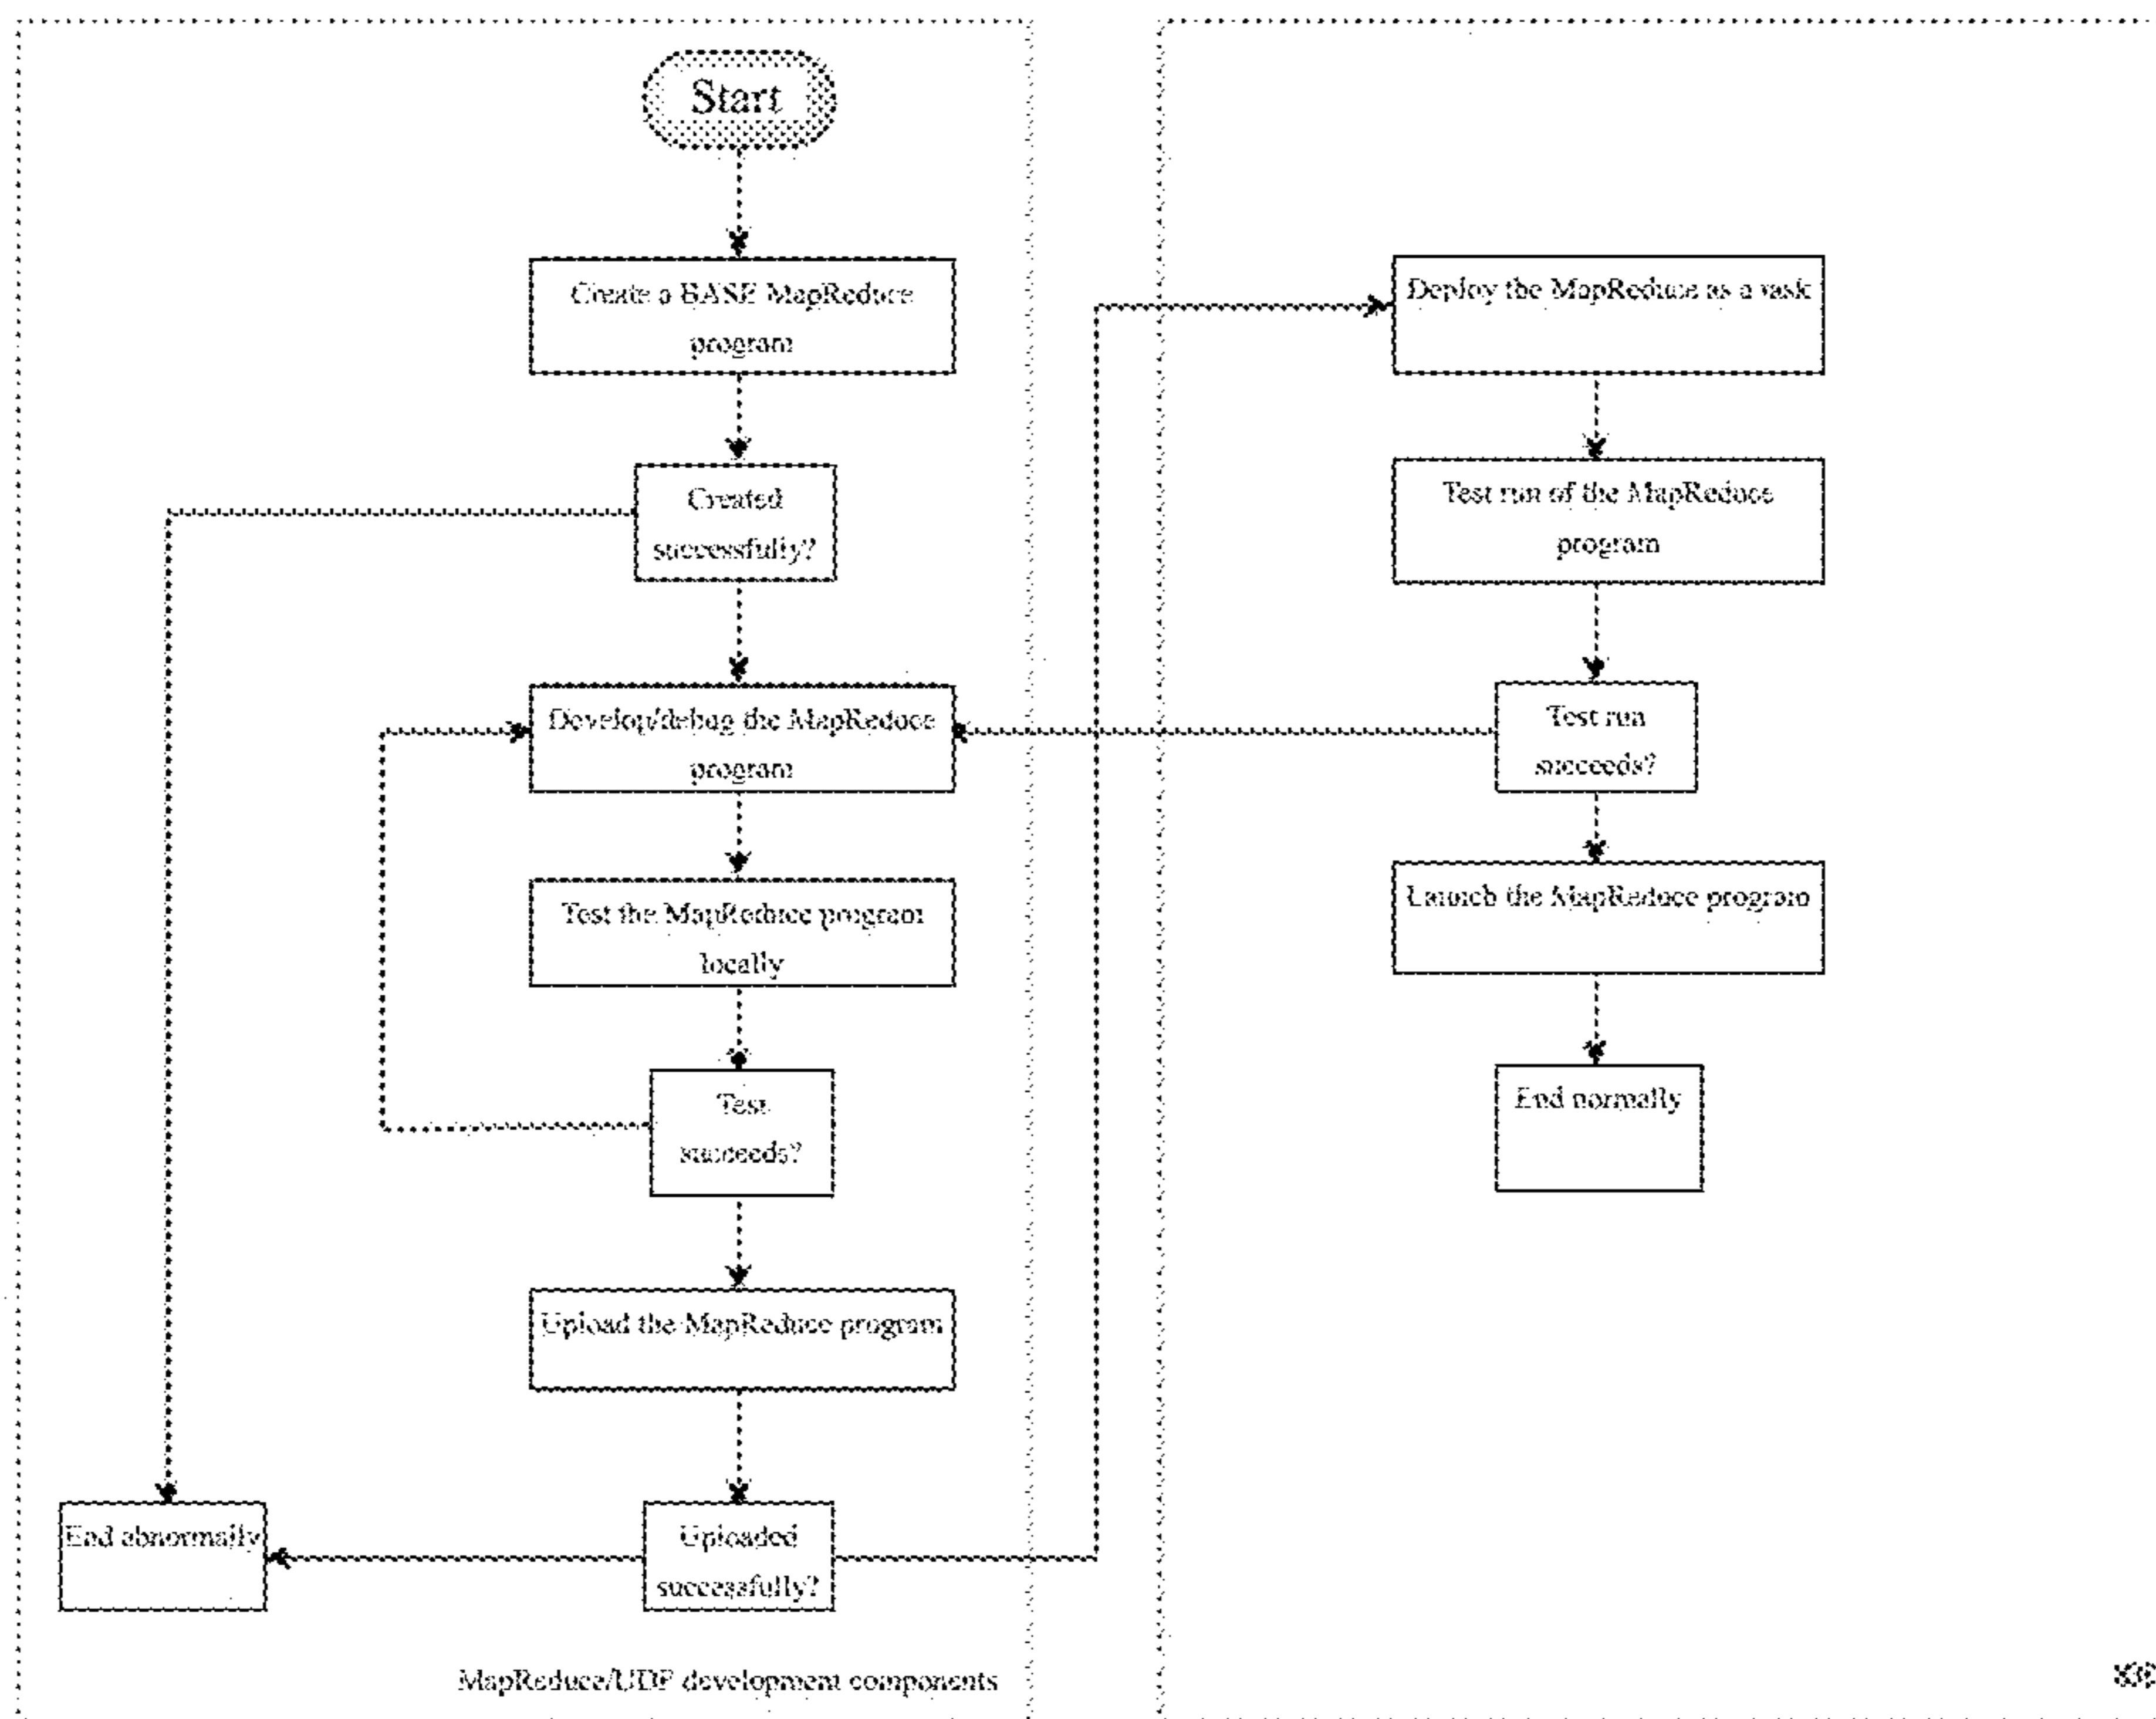 Start
Create a BASE MapReduce
program
Created
successfully?
Develop/debug the MapReduce
program
Test the MapReduce program
locally
Test
succeeds?
Upload the MapReduce program
End abnormally
Uploaded
successfully?
MapReduce/UDF development components
Deploy the MapReduce as a task
Test run of the MapReduce
program
Test run
succeeds?
Launch the MapReduce program
End normally